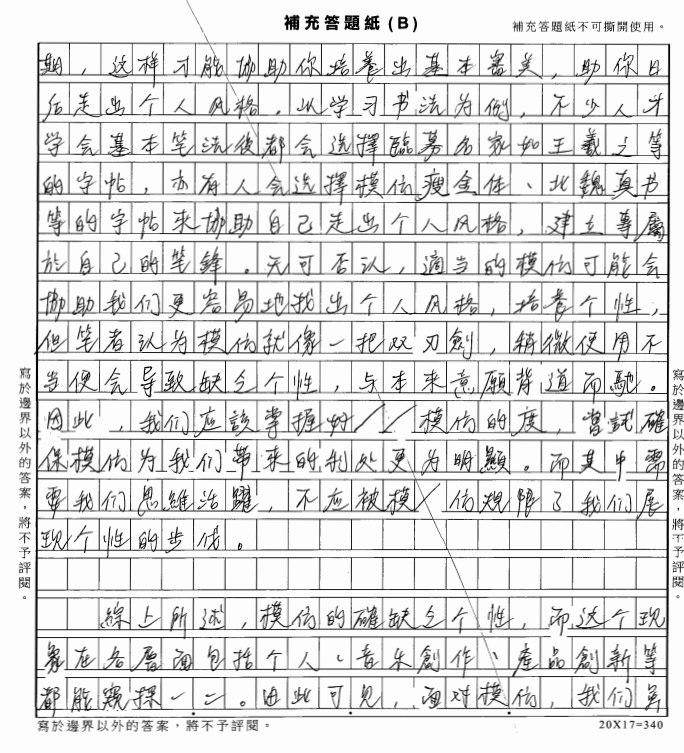 補充答題紙 (B)
補充答題紙不可撕開使用。
期，这样才能协助你培養出基本審美，助你日
后走出个人风格。以学习书法为例，不少人才
学会基本笔法後都会选擇臨摹名家如王羲之等
的字帖，亦有人会选擇模仿瘦金体、北魏真书
等的字帖来协助自己走出个人风格，建立專屬
於自己的筆鋒。无可否认，適当的模仿可能会
协助我们更容易地找出个人风格，培養个性，
但笔者认为模仿就像一把双刃劍，稍微使用不
当便会导致缺乏个性，与本来意願背道而馳。
因此，我们应該掌握好模仿的度，嘗試確
保模仿为我们帶来的利处更为明顯。而其中需
要我们思維活躍，不应被模仿規限了我们展
现个性的步伐。
綜上所述，模仿的確缺乏个性，而这个现
象在各層面包括个人、音乐創作、產品創新等
都能窺探一二。由此可见，面对模仿，我们
寫於邊界以外的答案，將不予評閱。
寫於邊界以外的答案，將不予評閱。
寫於邊界以外的答案，將不予評閱。
20X17=340